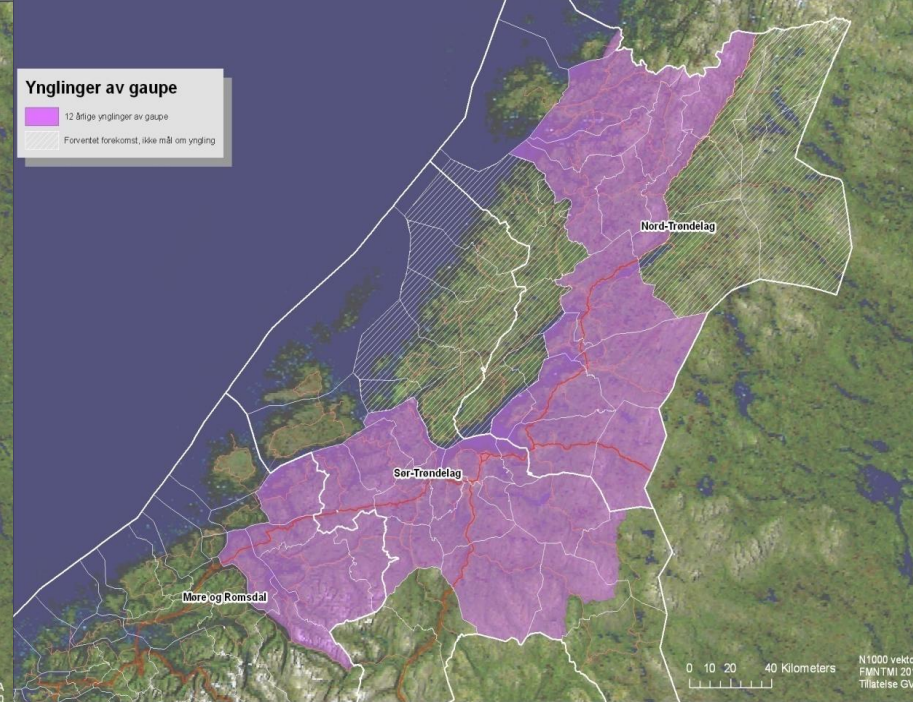 Ynglinger av gaupe
12 årlige ynglinger av gaupe
Forventet forekomst, ikke mål om yngling
Nord-Trøndelag
Sør-Trøndelag
Møre og Romsdal
0 10 20 40 Kilometers
N1000 vekto
FMNTMI 20
Tillatelse GV